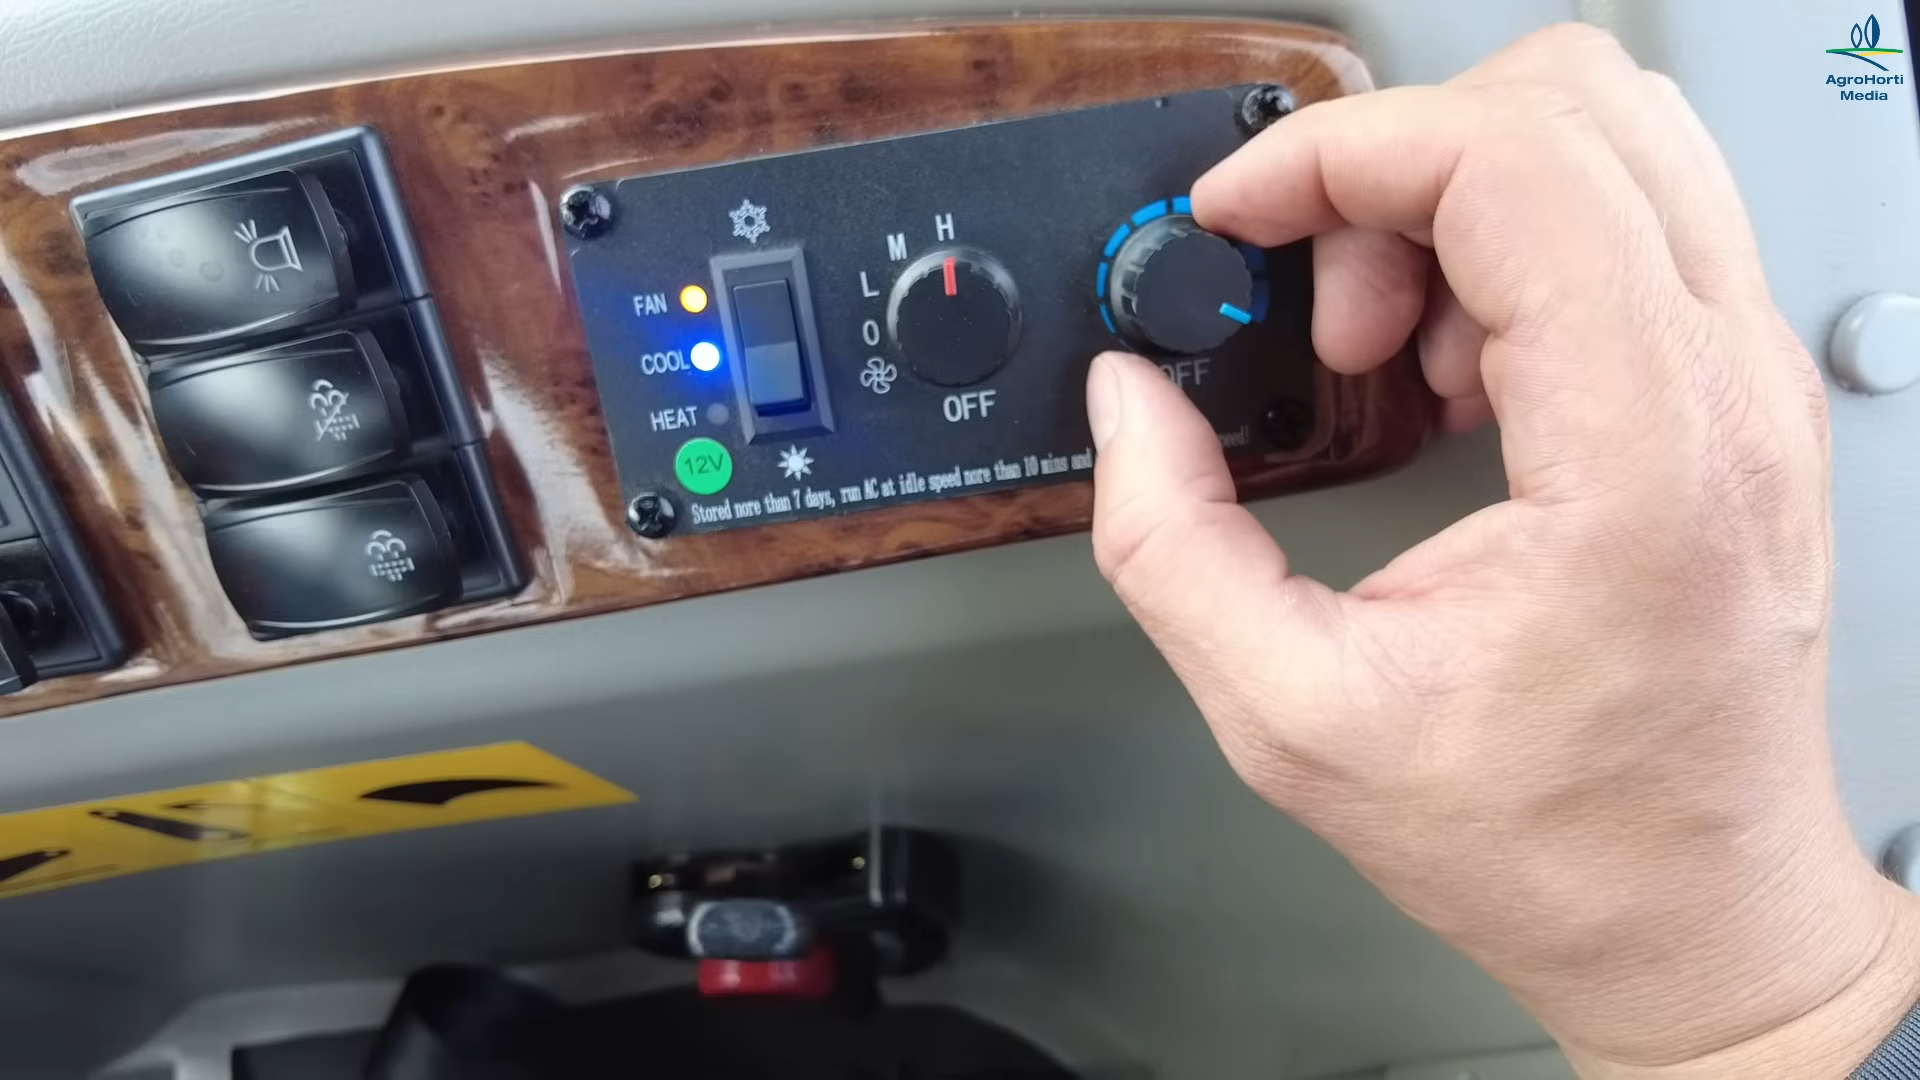 AgroHorti
Media
H
M
L
O
FAN
COOL
HEAT
12V
OFF
OFF
Stored nore than 7 days, run AC at idle speed nore than 10 mins and
peed!